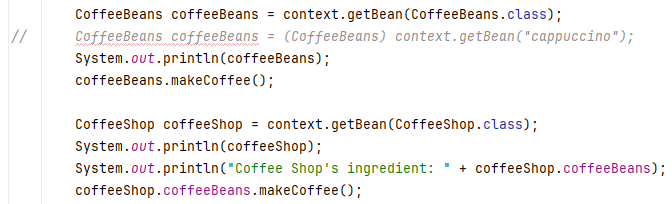 CoffeeBeans coffeeBeans = context.getBean(CoffeeBeans.class);
// CoffeeBeans coffeeBeans = (CoffeeBeans) context.getBean("cappuccino");
System.out.println(coffeeBeans);
coffeeBeans.makeCoffee();
CoffeeShop coffeeShop = context.getBean(CoffeeShop.class);
System.out.println(coffeeShop);
System.out.println("Coffee Shop's ingredient: " + coffeeShop.coffeeBeans);
coffeeShop.coffeeBeans.makeCoffee();